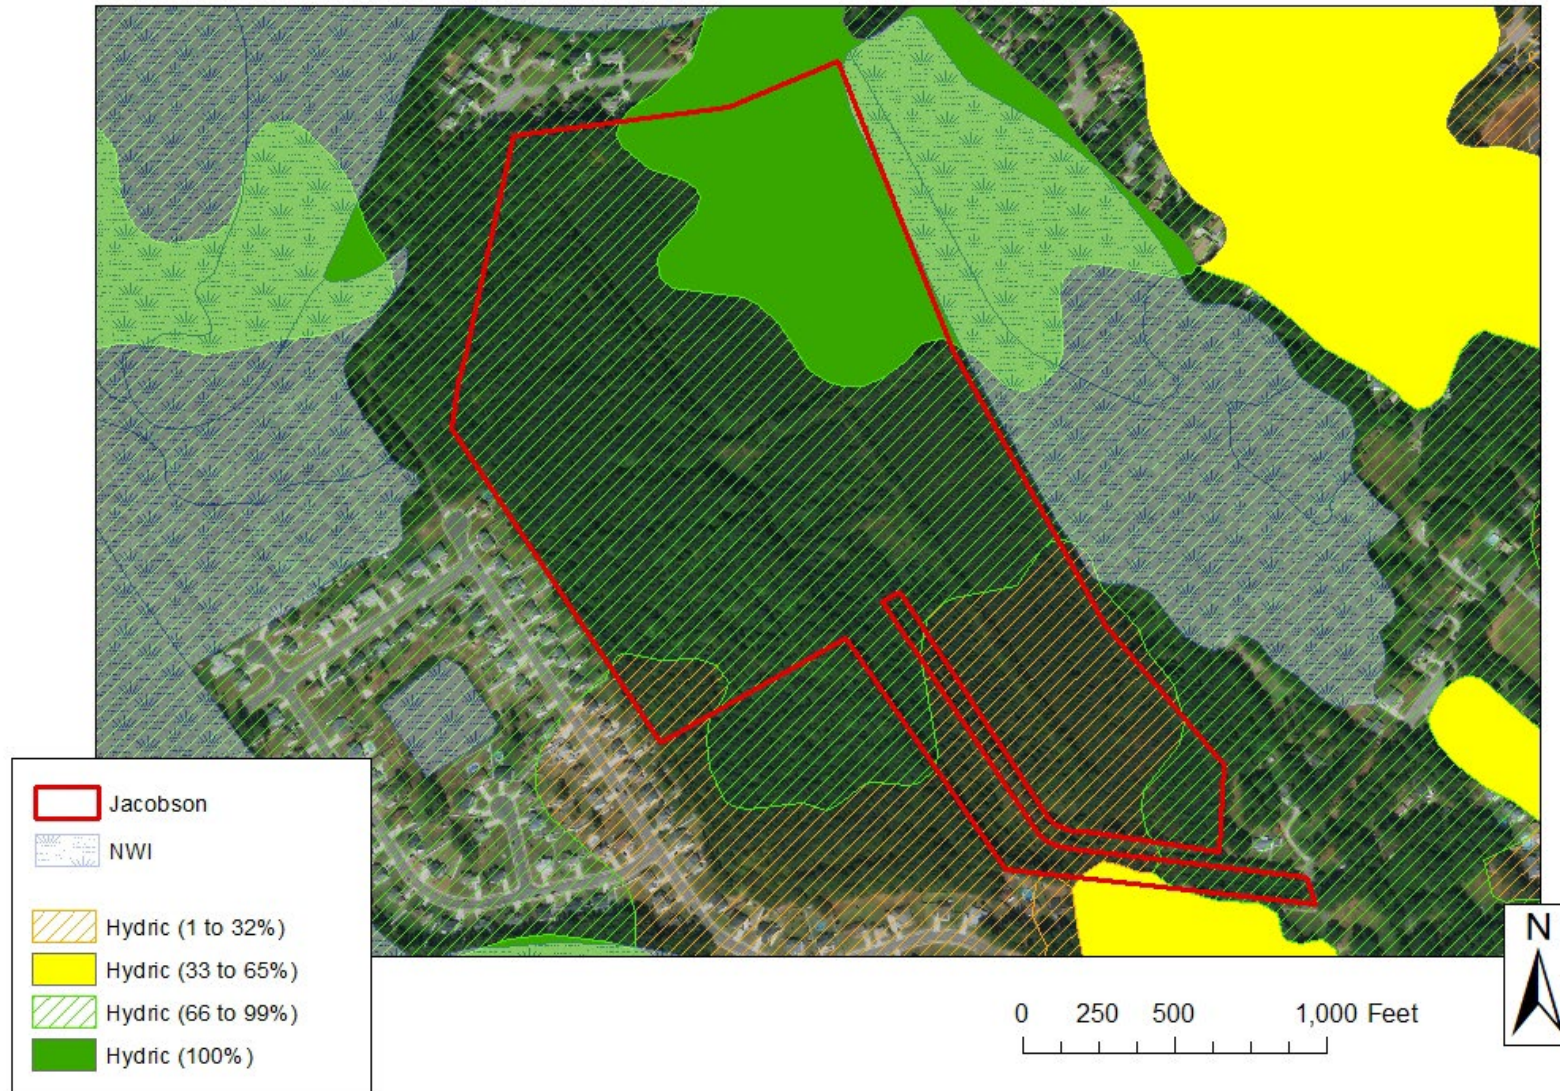 Jacobson
NWI
Hydric (1 to 32%)
Hydric (33 to 65%)
Hydric (66 to 99%)
Hydric (100%)
0 250 500 1,000 Feet
N